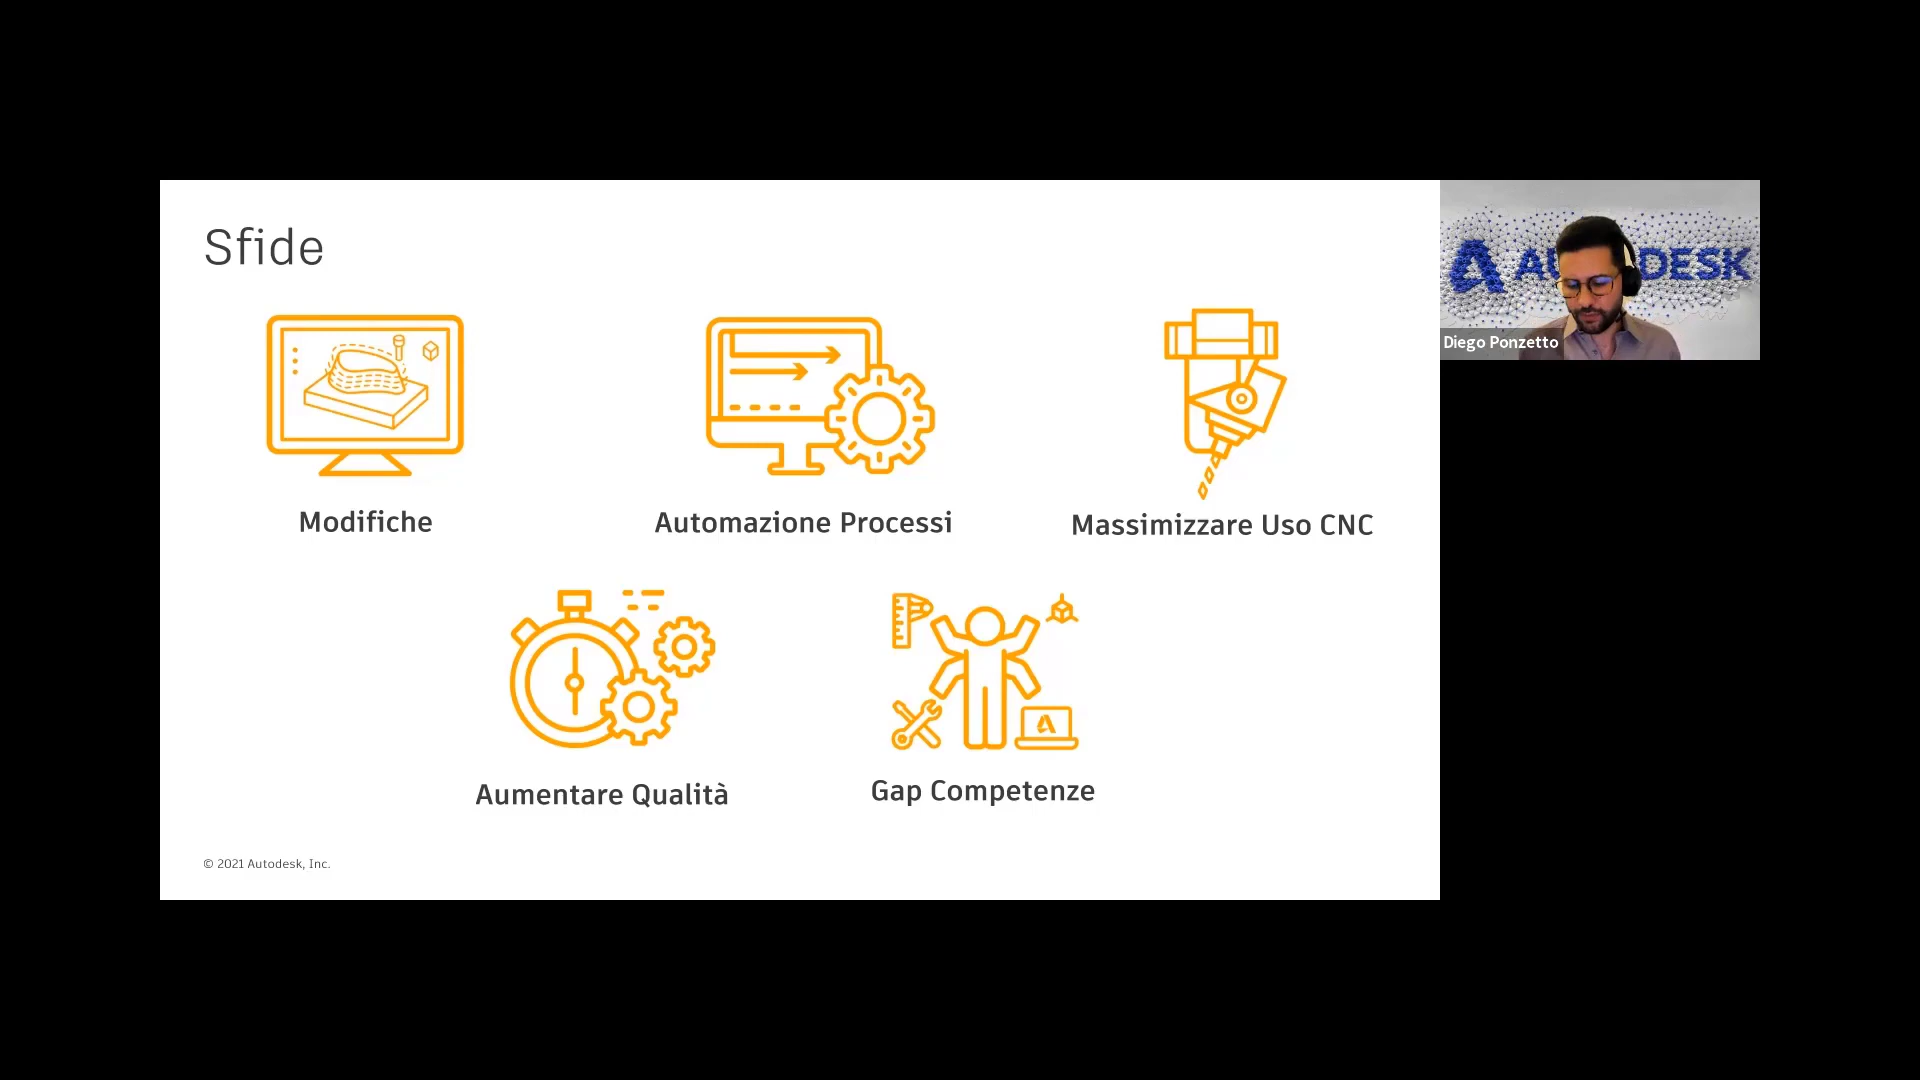 Sfide
AUTODESK
Diego Ponzetto
Modifiche
Automazione Processi
Massimizzare Uso CNC
Aumentare Qualità
Gap Competenze
© 2021 Autodesk, Inc.